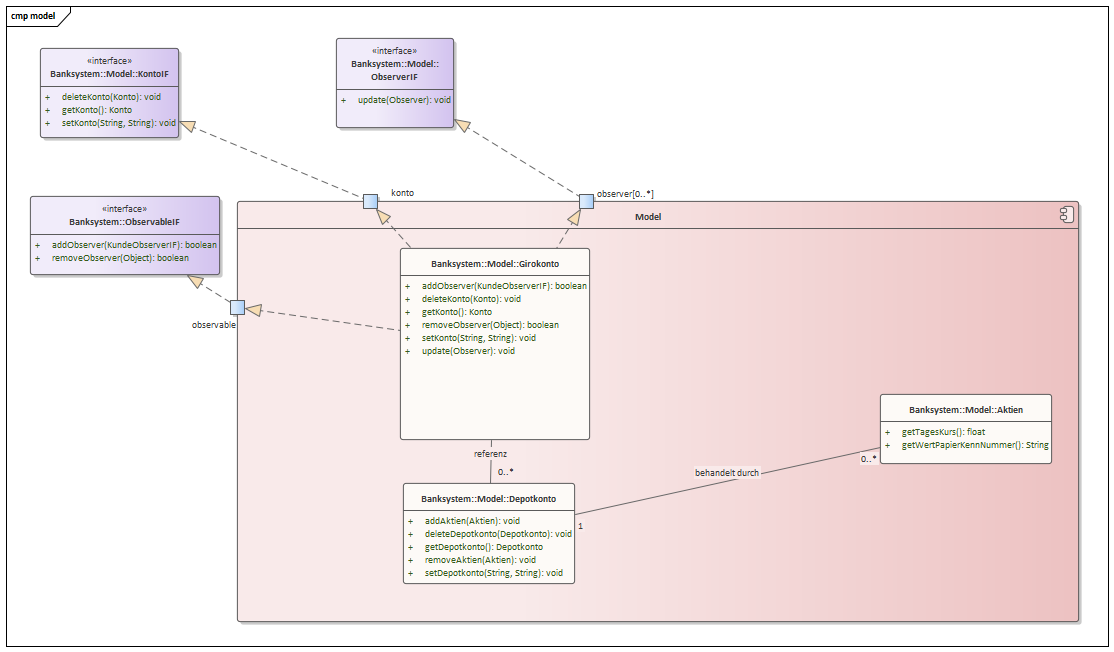 cmp model
«interface»
Banksystem::Model::KontoIF
+ deleteKonto(Konto): void
+ getKonto(): Konto
+ setKonto(String, String): void
«interface»
Banksystem::Model::
ObserverIF
+ update(Observer): void
«interface»
Banksystem::ObservableIF
+ addObserver(KundeObserverIF): boolean
+ removeObserver(Object): boolean
konto
observer[0..*]
observable
Model
Banksystem::Model::Girokonto
+ addObserver(KundeObserverIF): boolean
+ deleteKonto(Konto): void
+ getKonto(): Konto
+ removeObserver(Object): boolean
+ setKonto(String, String): void
+ update(Observer): void
Banksystem::Model::Aktien
+ getTagesKurs(): float
+ getWertPapierKennNummer(): String
referenz
0..*
behandelt durch
0..*
1
Banksystem::Model::Depotkonto
+ addAktien(Aktien): void
+ deleteDepotkonto(Depotkonto): void
+ getDepotkonto(): Depotkonto
+ removeAktien(Aktien): void
+ setDepotkonto(String, String): void